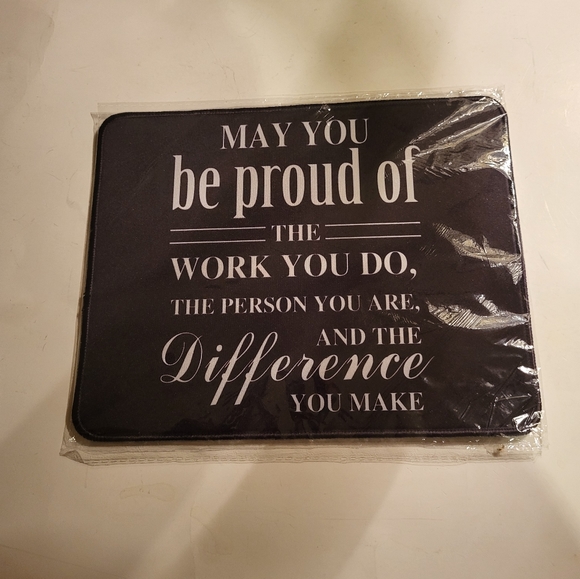 MAY YOU
be proud of
THE
WORK YOU DO,
THE PERSON YOU ARE,
AND THE
Difference
YOU MAKE